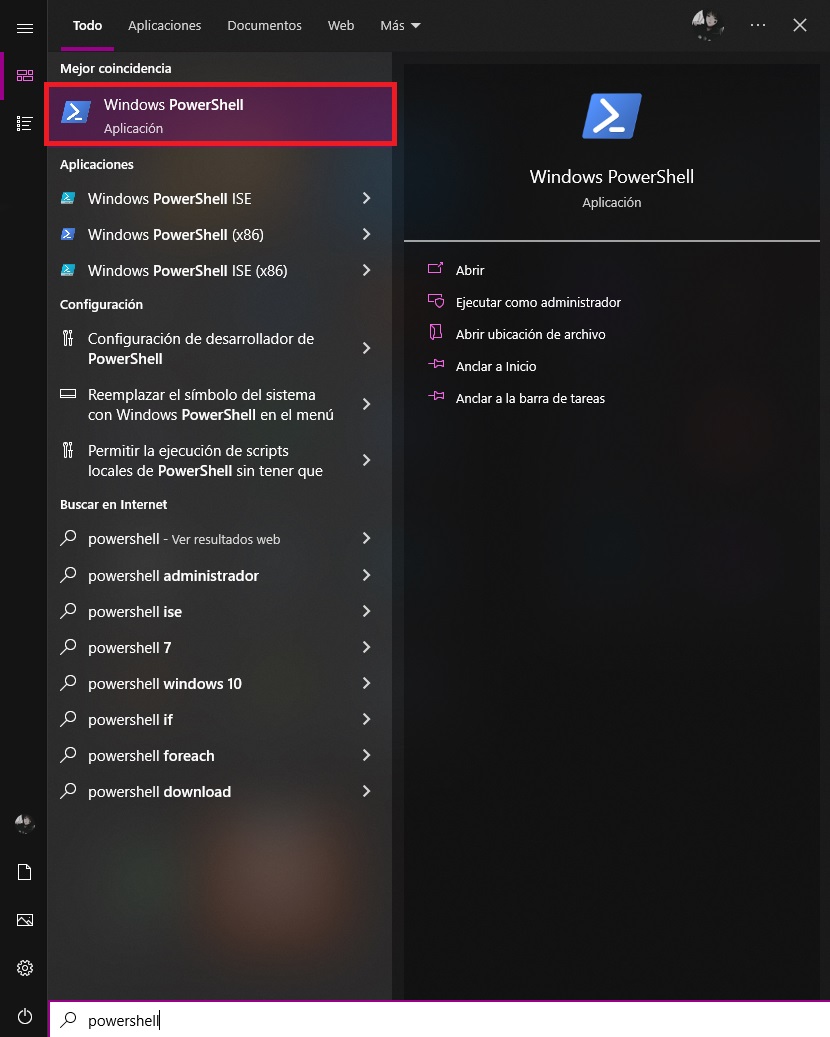 Todo Aplicaciones Documentos Web Más
Mejor coincidencia
Windows PowerShell
Aplicación
Aplicaciones
Windows PowerShell ISE
Windows PowerShell (x86)
Windows PowerShell ISE (x86)
Configuración
Configuración de desarrollador de
PowerShell
Reemplazar el símbolo del sistema
con Windows PowerShell en el menú
Permitir la ejecución de scripts
locales de PowerShell sin tener que
Buscar en Internet
powershell - Ver resultados web
powershell administrador
powershell ise
powershell 7
powershell windows 10
powershell if
powershell foreach
powershell download
Windows PowerShell
Aplicación
Abrir
Ejecutar como administrador
Abrir ubicación de archivo
Anclar a Inicio
Anclar a la barra de tareas
powershell